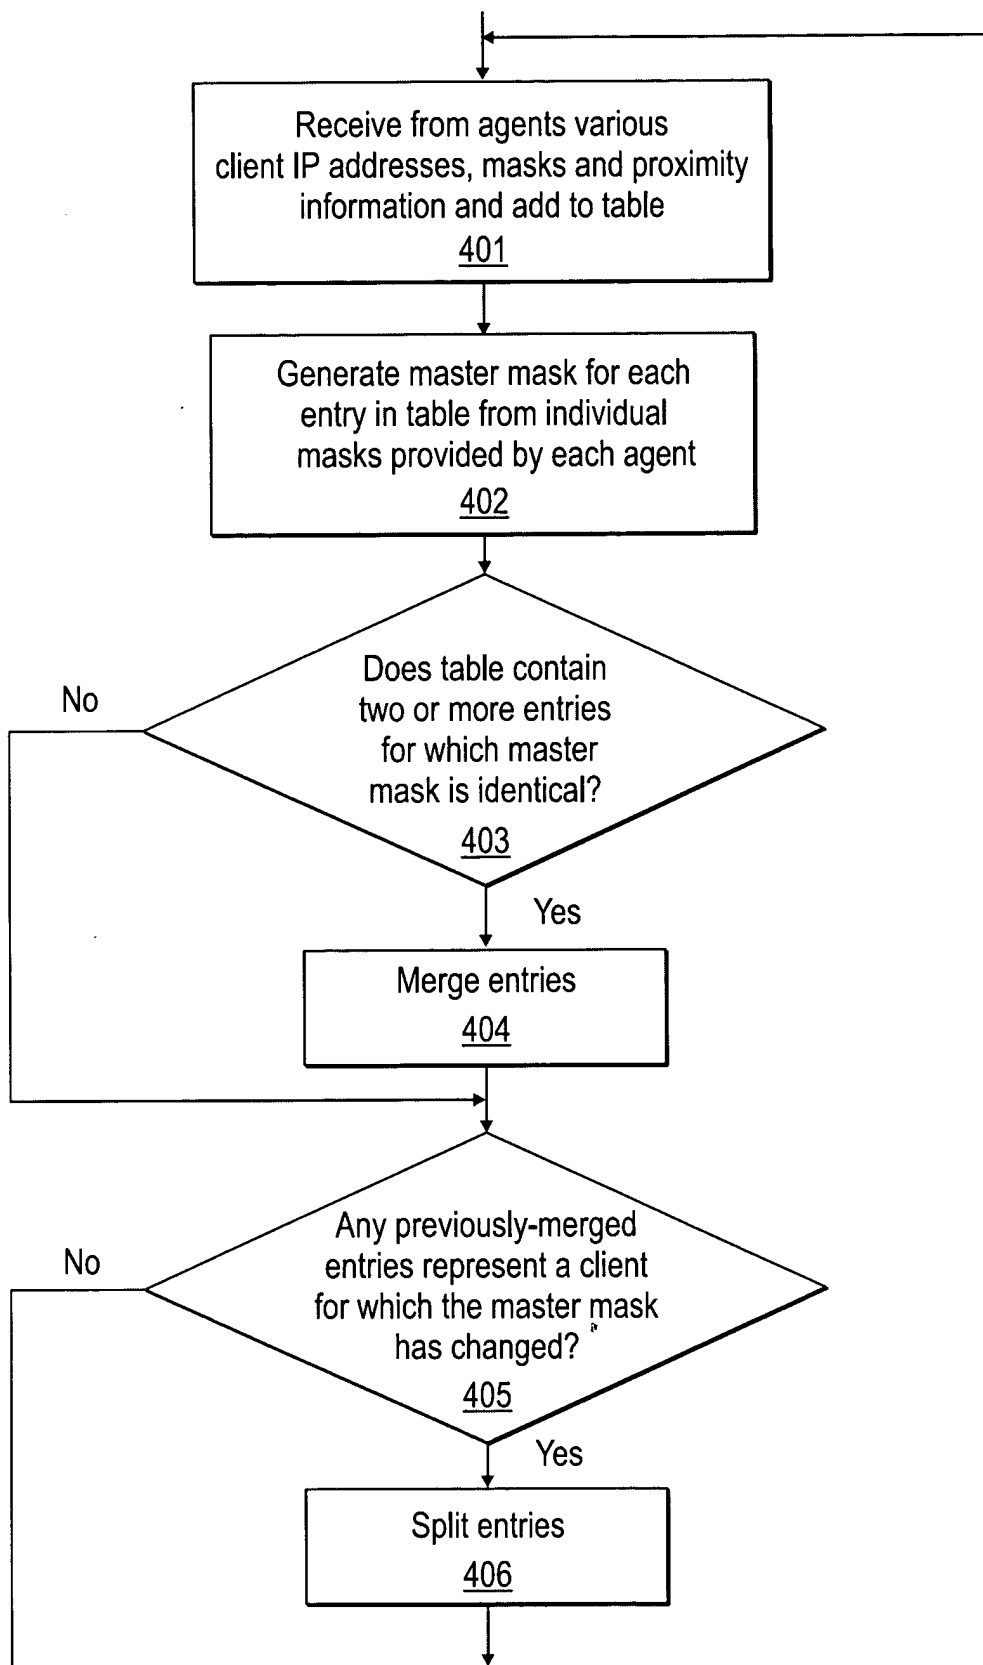 Receive from agents various
client IP addresses, masks and proximity
information and add to table
401
Generate master mask for each
entry in table from individual
masks provided by each agent
402
Does table contain
two or more entries
for which master
mask is identical?
403
No
Yes
Merge entries
404
Any previously-merged
entries represent a client
for which the master mask
has changed?
405
No
Yes
Split entries
406